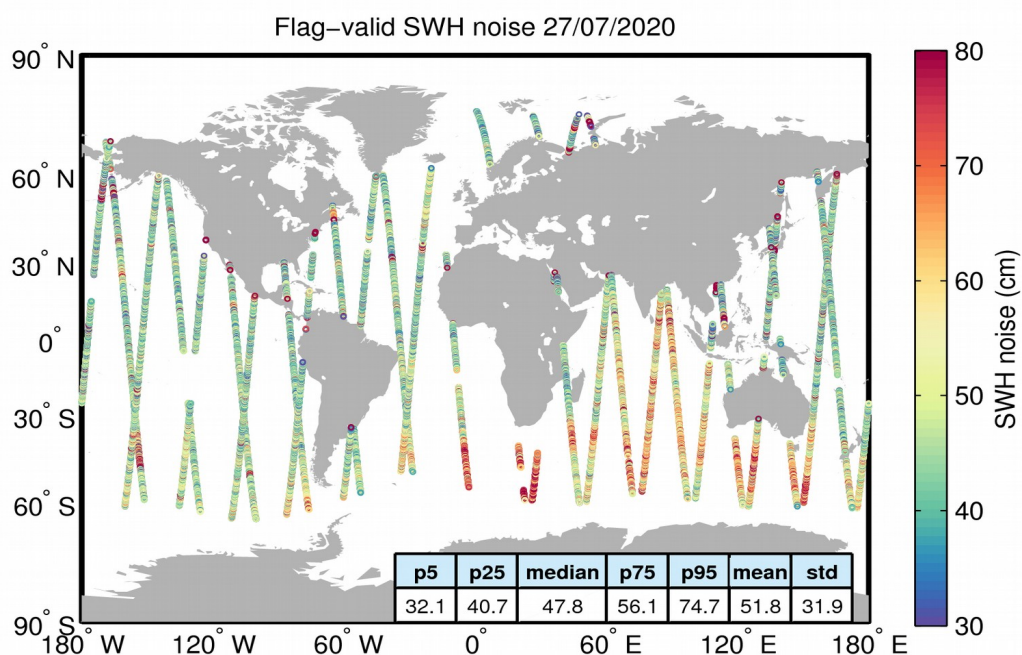 Flag−valid SWH noise 27/07/2020
90° N
60° N
30° N
0°
30° S
60° S
90° S
180° W
120° W
60° W
0°
60° E
120° E
180° E
p5 p25 median p75 p95 mean std
32.1 40.7 47.8 56.1 74.7 51.8 31.9
80
70
60
50
40
30
SWH noise (cm)